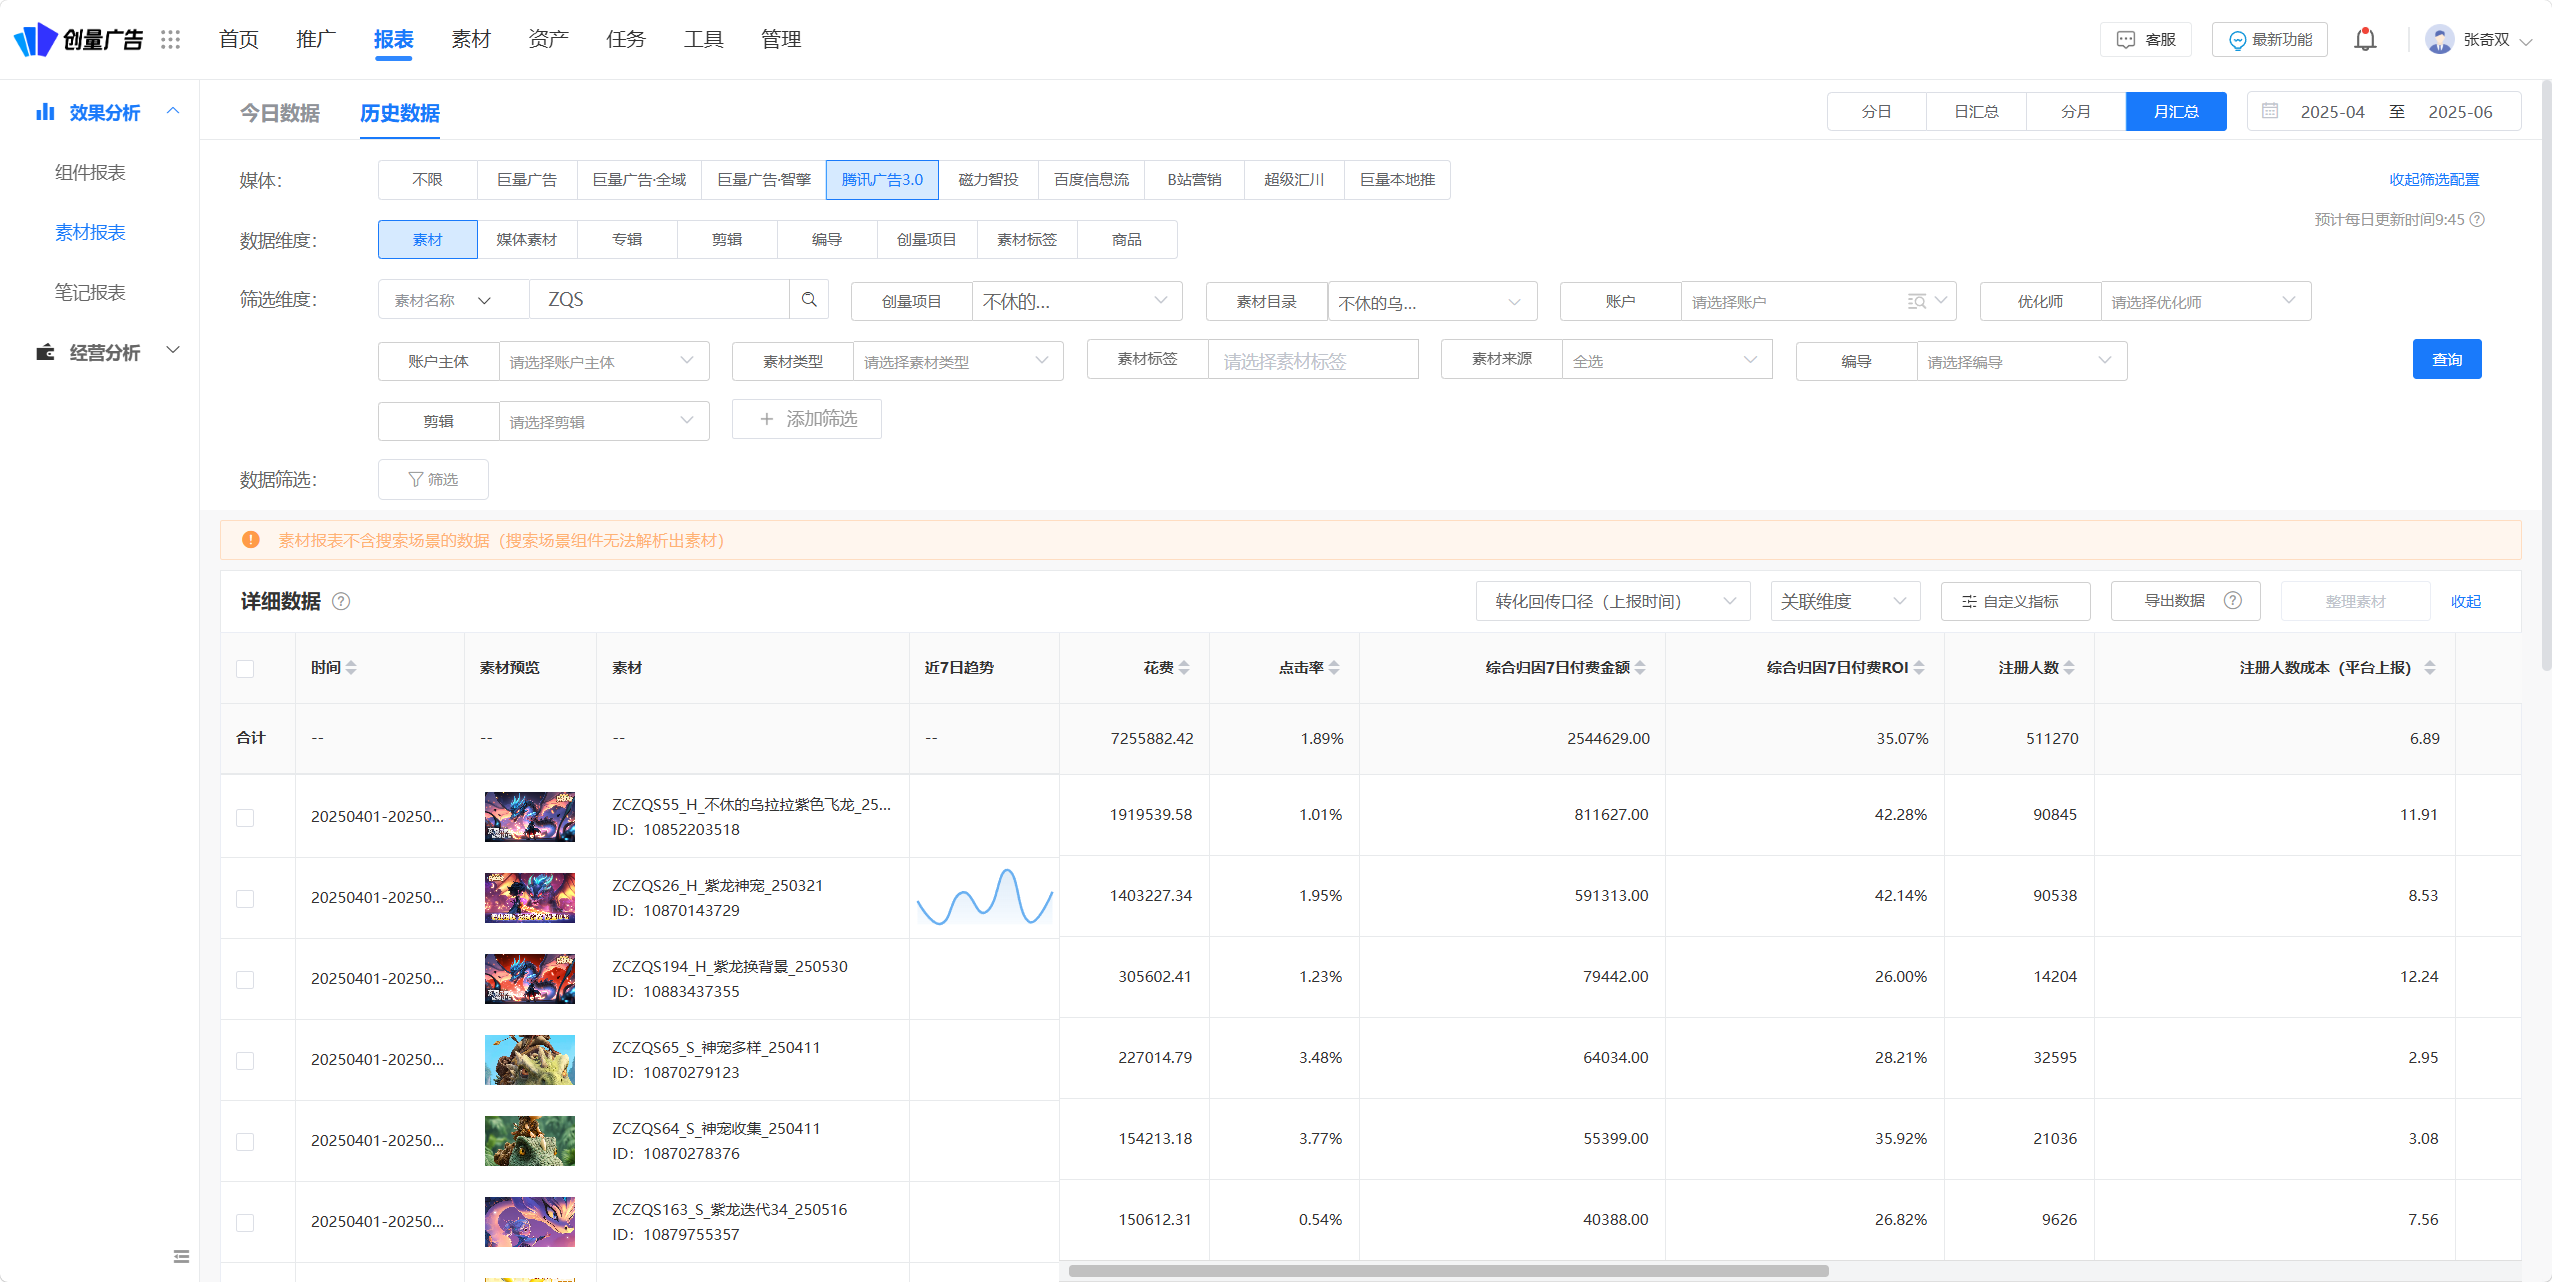 创量广告 首页 推广 报表 素材 资产 任务 工具 管理 客服 最新功能 张奇双
效果分析
组件报表
素材报表
笔记报表
经营分析
今日数据 历史数据 分日 日汇总 分月 月汇总 2025-04 至 2025-06
媒体: 不限 巨量广告 巨量广告·全域 巨量广告·智擎 腾讯广告3.0 磁力智投 百度信息流 B站营销 超级汇川 巨量本地推 收起筛选配置
预计每日更新时间9:45
数据维度: 素材 媒体素材 专辑 剪辑 编导 创量项目 素材标签 商品
筛选维度: 素材名称 ZQS 创量项目 不休的... 素材目录 不休的乌... 账户 请选择账户 优化师 请选择优化师
账户主体 请选择账户主体 素材类型 请选择素材类型 素材标签 请选择素材标签 素材来源 全选 编导 请选择编导 查询
剪辑 请选择剪辑 + 添加筛选
数据筛选: 筛选
素材报表不含搜索场景的数据（搜索场景组件无法解析出素材）
详细数据 转化回传口径（上报时间） 关联维度 自定义指标 导出数据 整理素材 收起
时间 素材预览 素材 近7日趋势 花费 点击率 综合归因7日付费金额 综合归因7日付费ROI 注册人数 注册人数成本（平台上报）
合计 -- -- -- -- 7255882.42 1.89% 2544629.00 35.07% 511270 6.89
20250401-20250... ZCZQS55_H_不休的乌拉拉紫色飞龙_25... 1919539.58 1.01% 811627.00 42.28% 90845 11.91
ID：10852203518
20250401-20250... ZCZQS26_H_紫龙神宠_250321 1403227.34 1.95% 591313.00 42.14% 90538 8.53
ID：10870143729
20250401-20250... ZCZQS194_H_紫龙换背景_250530 305602.41 1.23% 79442.00 26.00% 14204 12.24
ID：10883437355
20250401-20250... ZCZQS65_S_神宠多样_250411 227014.79 3.48% 64034.00 28.21% 32595 2.95
ID：10870279123
20250401-20250... ZCZQS64_S_神宠收集_250411 154213.18 3.77% 55399.00 35.92% 21036 3.08
ID：10870278376
20250401-20250... ZCZQS163_S_紫龙迭代34_250516 150612.31 0.54% 40388.00 26.82% 9626 7.56
ID：10879755357